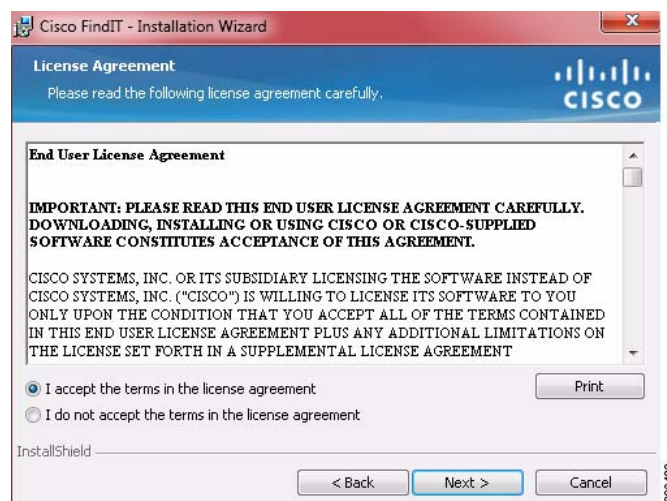 Cisco FindIT - Installation Wizard
License Agreement
Please read the following license agreement carefully.
CISCO
End User License Agreement
IMPORTANT: PLEASE READ THIS END USER LICENSE AGREEMENT CAREFULLY.
DOWNLOADING, INSTALLING OR USING CISCO OR CISCO-SUPPLIED
SOFTWARE CONSTITUTES ACCEPTANCE OF THIS AGREEMENT.
CISCO SYSTEMS, INC. OR ITS SUBSIDIARY LICENSING THE SOFTWARE INSTEAD OF
CISCO SYSTEMS, INC. ("CISCO") IS WILLING TO LICENSE ITS SOFTWARE TO YOU
ONLY UPON THE CONDITION THAT YOU ACCEPT ALL OF THE TERMS CONTAINED
IN THIS END USER LICENSE AGREEMENT PLUS ANY ADDITIONAL LIMITATIONS ON
THE LICENSE SET FORTH IN A SUPPLEMENTAL LICENSE AGREEMENT
I accept the terms in the license agreement
Print
I do not accept the terms in the license agreement
InstallShield
< Back
Next >
Cancel